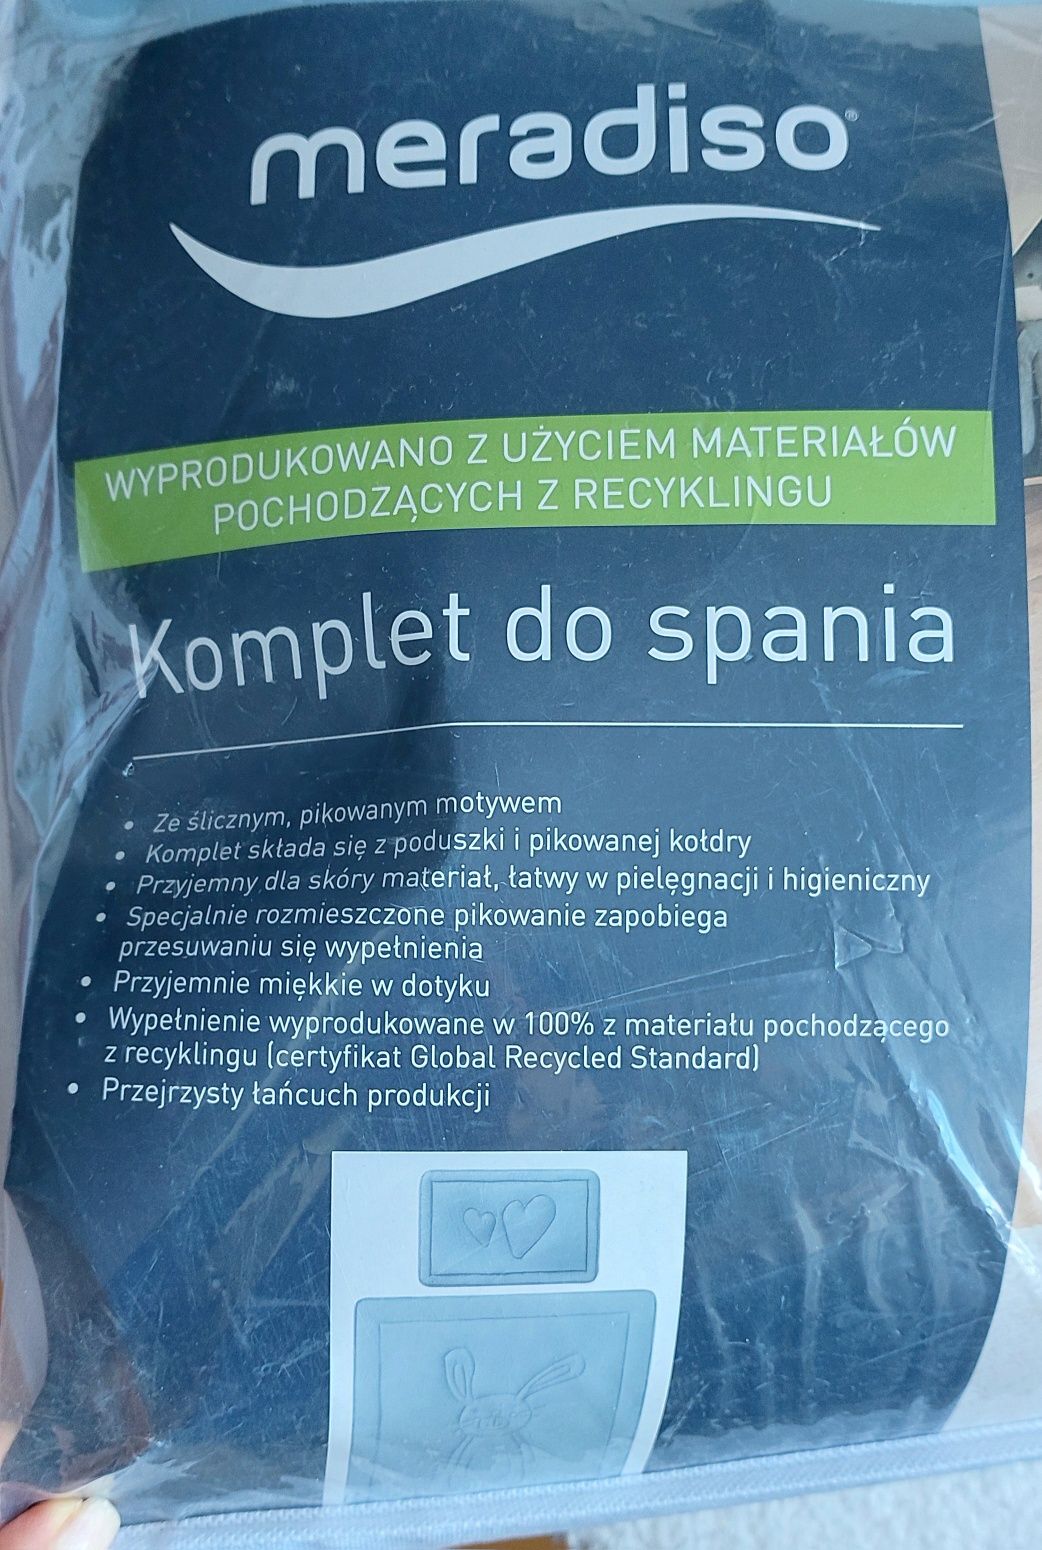 meradiso®
WYPRODUKOWANO Z UŻYCIEM MATERIAŁÓW
POCHODZĄCYCH Z RECYKLINGU
Komplet do spania
• Ze ślicznym, pikowanym motywem
• Komplet składa się z poduszki i pikowanej kołdry
• Przyjemny dla skóry materiał, łatwy w pielęgnacji i higieniczny
• Specjalnie rozmieszczone pikowanie zapobiega
przesuwaniu się wypełnienia
• Przyjemnie miękkie w dotyku
• Wypełnienie wyprodukowane w 100% z materiału pochodzącego
z recyklingu (certyfikat Global Recycled Standard)
• Przejrzysty łańcuch produkcji